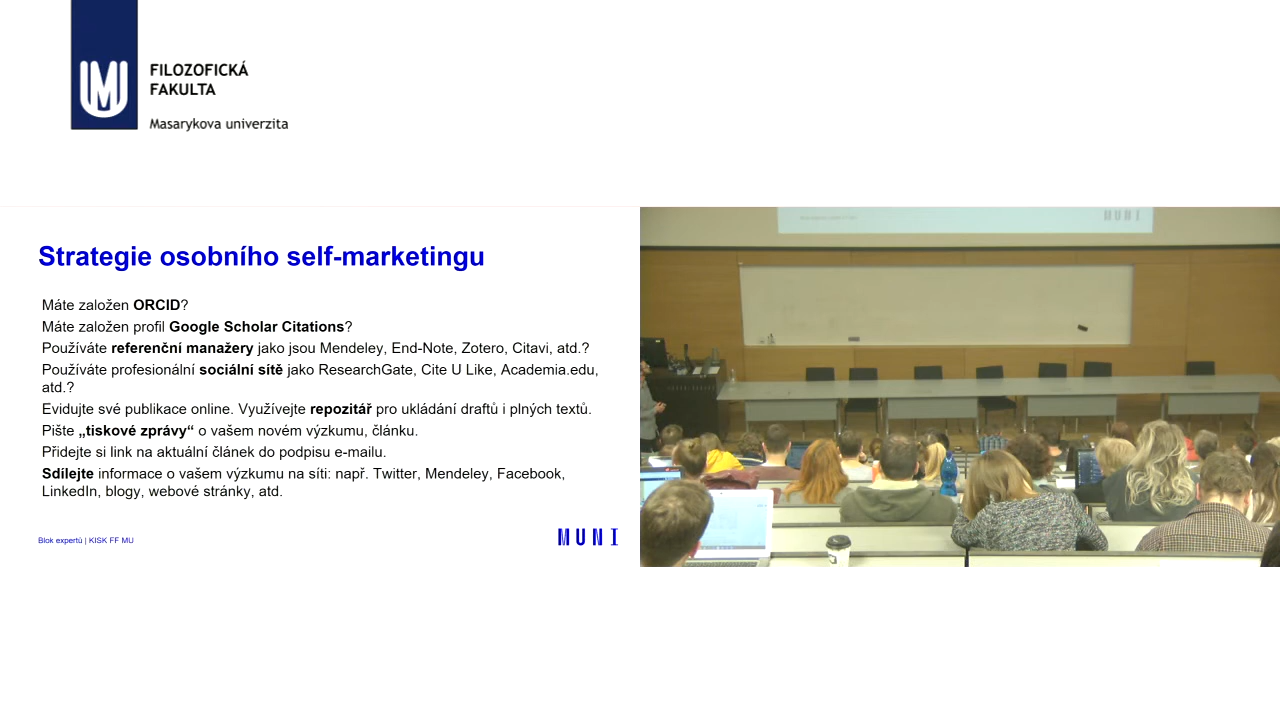 FILOZOFICKÁ
FAKULTA
Masarykova univerzita
Strategie osobního self-marketingu
Máte založen ORCID?
Máte založen profil Google Scholar Citations?
Používáte referenční manažery jako jsou Mendeley, End-Note, Zotero, Citavi, atd.?
Používáte profesionální sociální sítě jako ResearchGate, Cite U Like, Academia.edu,
atd.?
Evidujte své publikace online. Využívejte repozitář pro ukládání draftů i plných textů.
Pište „tiskové zprávy“ o vašem novém výzkumu, článku.
Přidejte si link na aktuální článek do podpisu e-mailu.
Sdílejte informace o vašem výzkumu na síti: např. Twitter, Mendeley, Facebook,
LinkedIn, blogy, webové stránky, atd.
Blok expertů | KISK FF MU
MUNI
MUNI